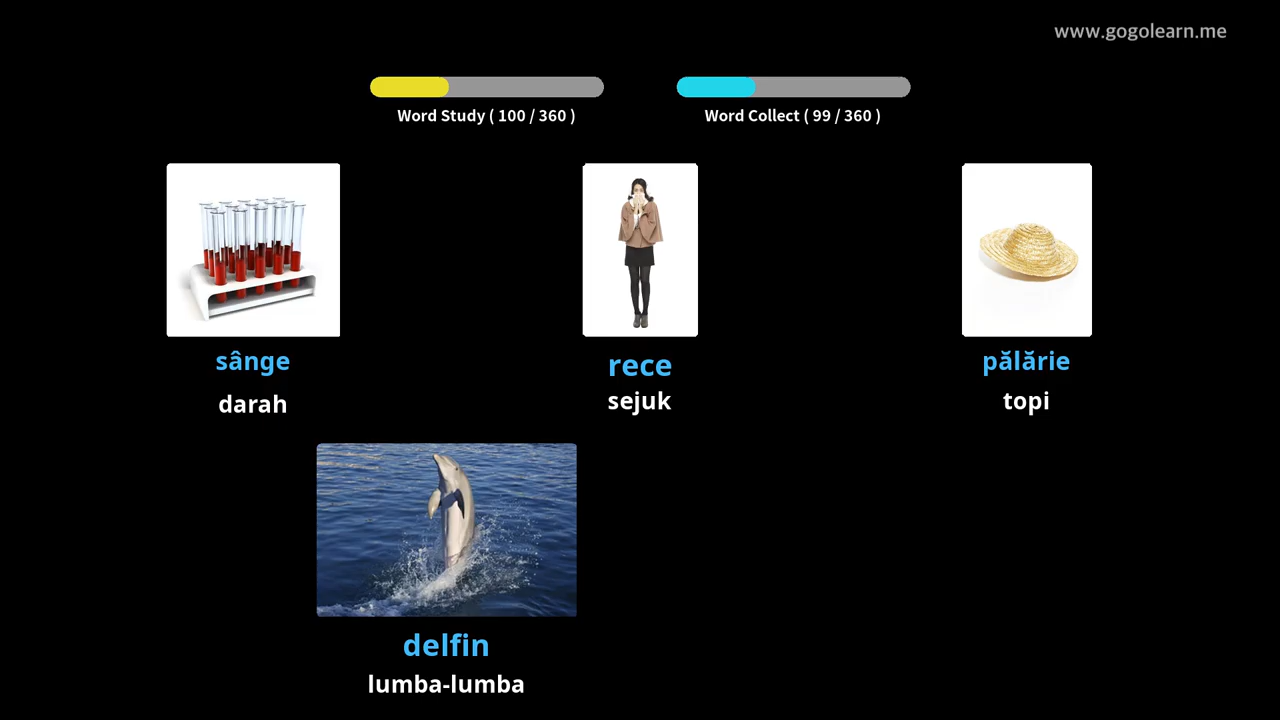 www.gogolearn.me
Word Study ( 100 / 360 )
Word Collect ( 99 / 360 )
sânge
rece
pălărie
darah
sejuk
topi
delfin
lumba-lumba